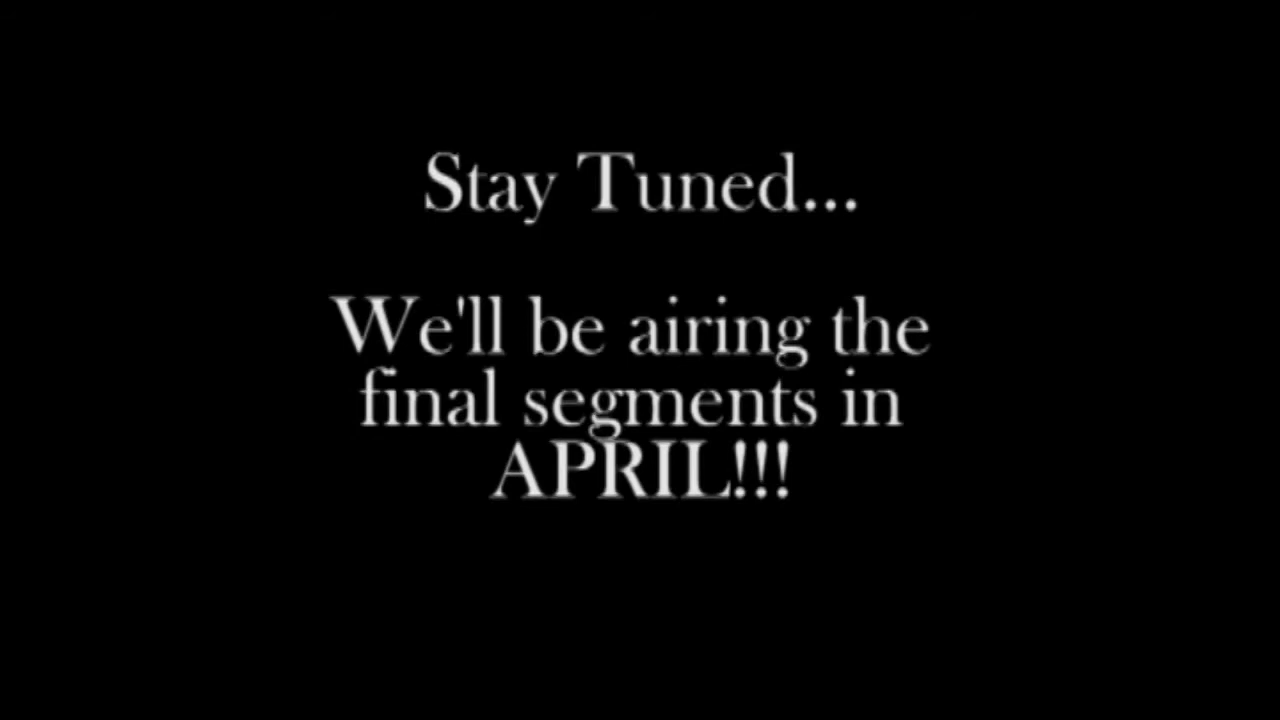 Stay Tuned...
We'll be airing the
final segments in
APRIL!!!